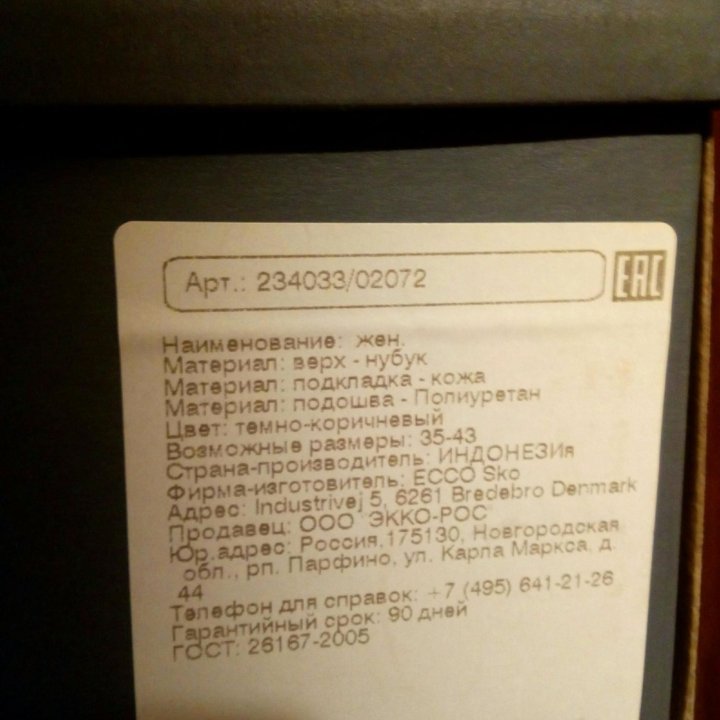 Арт.: 234033/02072
EAC
Наименование: жен.
Материал: верх - нубук
Материал: подкладка - кожа
Материал: подошва - Полиуретан
Цвет: темно-коричневый
Возможные размеры: 35-43
Страна-производитель: ИНДОНЕЗИя
Фирма-изготовитель: ECCO Sko
Адрес: Industrivej 5, 6261 Bredebro Denmark
Продавец: ООО "ЭККО-РОС"
Юр.адрес: Россия.175130, Новгородская
обл., рп. Парфино, ул. Карла Маркса, д.
44
Телефон для справок: +7 (495) 641-21-26
Гарантийный срок: 90 дней
ГОСТ: 26167-2005